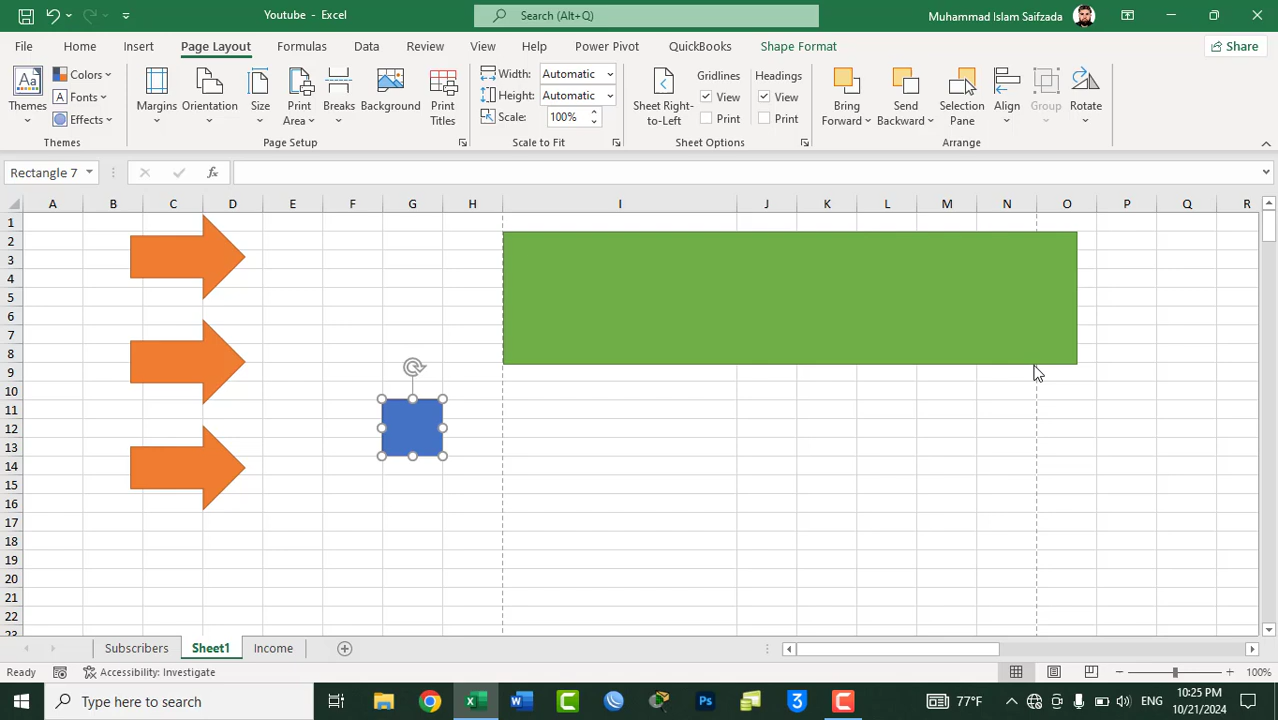 Youtube - Excel
Search (Alt+Q)
Muhammad Islam Saifzada
File Home Insert Page Layout Formulas Data Review View Help Power Pivot QuickBooks Shape Format Share
Aa
Themes
Colors
Fonts
Effects
Themes
Margins
Orientation
Size
Print Area
Breaks
Background
Print Titles
Page Setup
Width: Automatic
Height: Automatic
Scale: 100%
Scale to Fit
Sheet Right-to-Left
Gridlines
View
Print
Headings
View
Print
Sheet Options
Bring Forward
Send Backward
Selection Pane
Align
Group
Rotate
Arrange
Rectangle 7
fx
A B C D E F G H I J K L M N O P Q R
1
2
3
4
5
6
7
8
9
10
11
12
13
14
15
16
17
18
19
20
21
22
23
Subscribers Sheet1 Income
Ready Accessibility: Investigate 100%
Type here to search
77°F
ENG
10:25 PM
10/21/2024